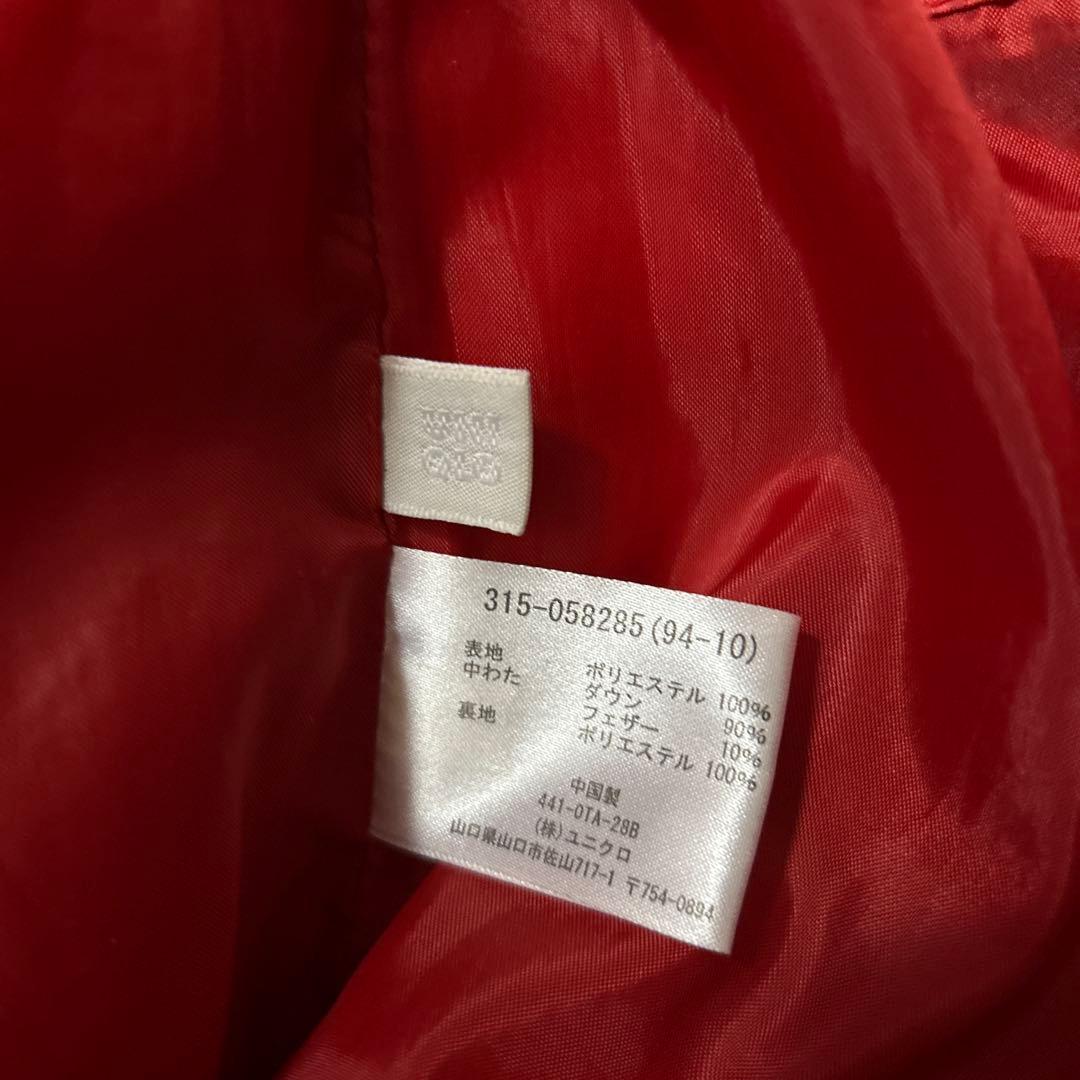 315-058285(94-10)
表地 ポリエステル 100%
中わた ダウン 90%
フェザー 10%
裏地 ポリエステル 100%
中国製
441-OTA-28B
(株)ユニクロ
山口県山口市佐山717-1 〒754-0894